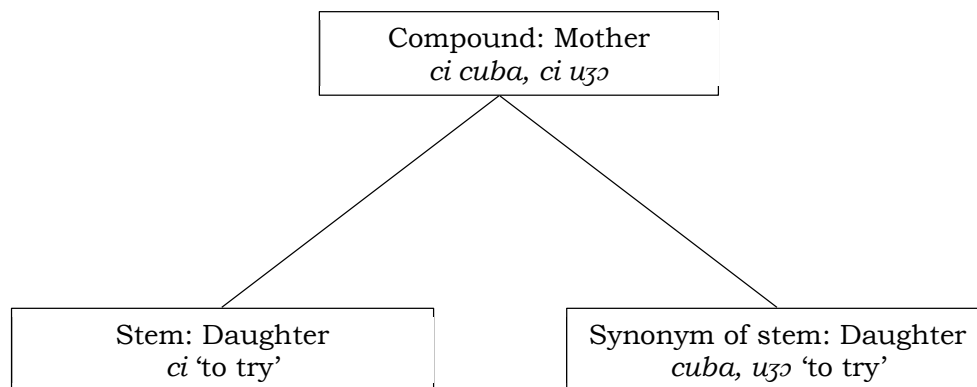 Compound: Mother
ci cuba, ci uʒɔ
Stem: Daughter
ci ‘to try’
Synonym of stem: Daughter
cuba, uʒɔ ‘to try’